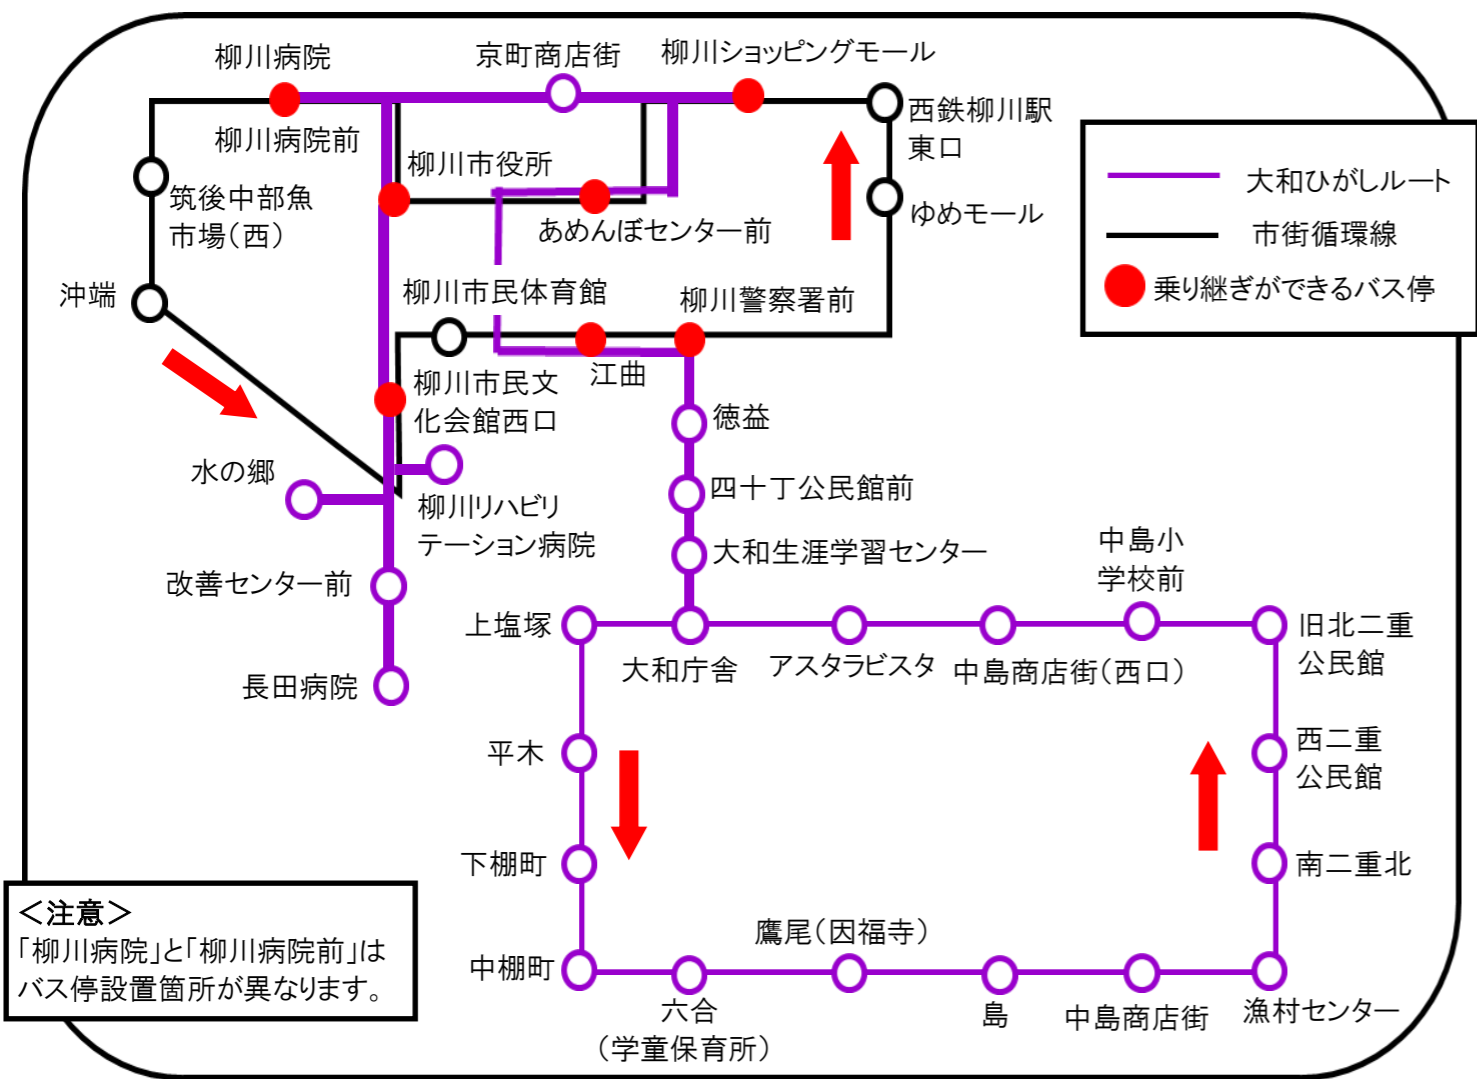 柳川病院
京町商店街
柳川ショッピングモール
柳川病院前
西鉄柳川駅
東口
柳川市役所
筑後中部魚
市場(西)
あめんぼセンター前
ゆめモール
大和ひがしルート
市街循環線
乗り継ぎができるバス停
沖端
柳川市民体育館
柳川警察署前
江曲
柳川市民文
化会館西口
徳益
水の郷
柳川リハビリ
テーション病院
四十丁公民館前
大和生涯学習センター
中島小
学校前
改善センター前
上塩塚
大和庁舎
アスタラビスタ
中島商店街(西口)
旧北二重
公民館
長田病院
平木
西二重
公民館
下棚町
南二重北
<注意>
「柳川病院」と「柳川病院前」は
バス停設置箇所が異なります。
鷹尾(因福寺)
中棚町
六合
(学童保育所)
島
中島商店街
漁村センター